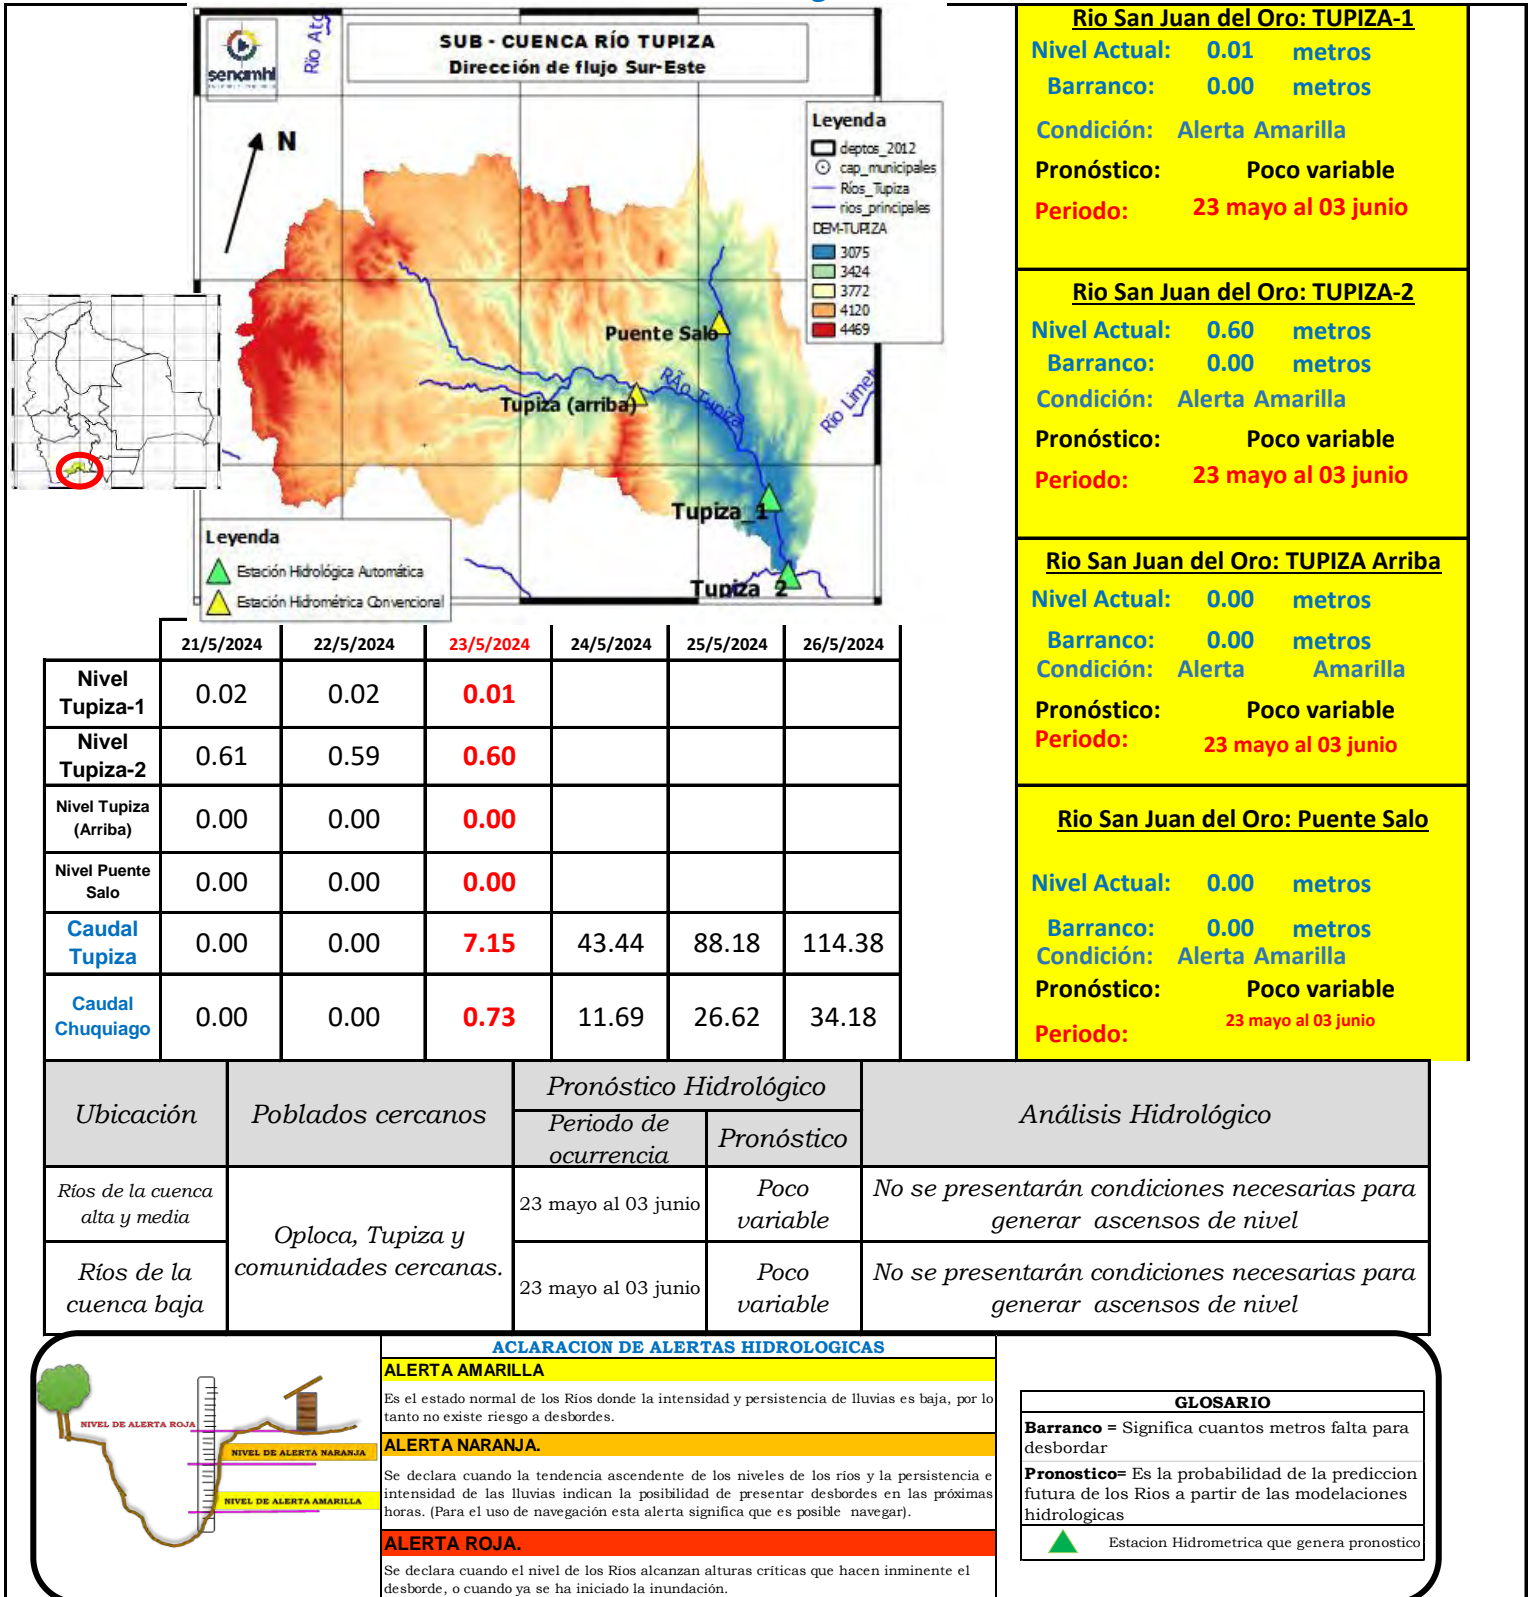 senamhi
SUB - CUENCA RÍO TUPIZA
Dirección de flujo Sur-Este
N
Leyenda
deptos_2012
cap_municipales
Ríos_Tupiza
rios_principales
DEM-TUPIZA
3075
3424
3772
4120
4469
Puente Salo
RÃo Tupiza
Tupiza (arriba)
Tupiza_1
Tupiza_2
Leyenda
Estación Hidrológica Automática
Estación Hidrométrica Convencional
Rio San Juan del Oro: TUPIZA-1
Nivel Actual: 0.01 metros
Barranco: 0.00 metros
Condición: Alerta Amarilla
Pronóstico: Poco variable
Periodo: 23 mayo al 03 junio
Rio San Juan del Oro: TUPIZA-2
Nivel Actual: 0.60 metros
Barranco: 0.00 metros
Condición: Alerta Amarilla
Pronóstico: Poco variable
Periodo: 23 mayo al 03 junio
Rio San Juan del Oro: TUPIZA Arriba
Nivel Actual: 0.00 metros
Barranco: 0.00 metros
Condición: Alerta Amarilla
Pronóstico: Poco variable
Periodo: 23 mayo al 03 junio
Rio San Juan del Oro: Puente Salo
Nivel Actual: 0.00 metros
Barranco: 0.00 metros
Condición: Alerta Amarilla
Pronóstico: Poco variable
Periodo: 23 mayo al 03 junio
21/5/2024 22/5/2024 23/5/2024 24/5/2024 25/5/2024 26/5/2024
Nivel
Tupiza-1 0.02 0.02 0.01
Nivel
Tupiza-2 0.61 0.59 0.60
Nivel Tupiza
(Arriba) 0.00 0.00 0.00
Nivel Puente
Salo 0.00 0.00 0.00
Caudal
Tupiza 0.00 0.00 7.15 43.44 88.18 114.38
Caudal
Chuquiago 0.00 0.00 0.73 11.69 26.62 34.18
Ubicación Poblados cercanos Pronóstico Hidrológico Análisis Hidrológico
Periodo de
ocurrencia Pronóstico
Ríos de la cuenca
alta y media
Oploca, Tupiza y
comunidades cercanas.
23 mayo al 03 junio
Poco
variable
No se presentarán condiciones necesarias para
generar ascensos de nivel
Ríos de la
cuenca baja
23 mayo al 03 junio
Poco
variable
No se presentarán condiciones necesarias para
generar ascensos de nivel
NIVEL DE ALERTA ROJA
NIVEL DE ALERTA NARANJA
NIVEL DE ALERTA AMARILLA
ACLARACION DE ALERTAS HIDROLOGICAS
ALERTA AMARILLA
Es el estado normal de los Ríos donde la intensidad y persistencia de lluvias es baja, por lo
tanto no existe riesgo a desbordes.
ALERTA NARANJA.
Se declara cuando la tendencia ascendente de los niveles de los ríos y la persistencia e
intensidad de las lluvias indican la posibilidad de presentar desbordes en las próximas
horas. (Para el uso de navegación esta alerta significa que es posible navegar).
ALERTA ROJA.
Se declara cuando el nivel de los Ríos alcanzan alturas críticas que hacen inminente el
desborde, o cuando ya se ha iniciado la inundación.
GLOSARIO
Barranco = Significa cuantos metros falta para
desbordar
Pronostico= Es la probabilidad de la prediccion
futura de los Rios a partir de las modelaciones
hidrologicas
Estacion Hidrometrica que genera pronostico